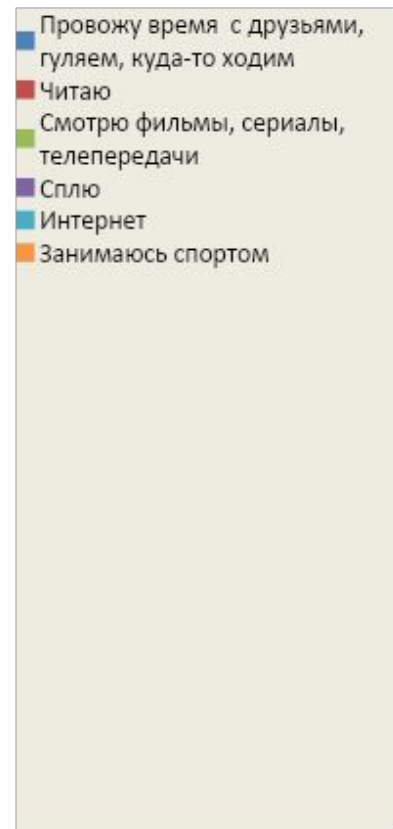 Провожу время  с друзьями,
гуляем, куда-то ходим
Читаю
Смотрю фильмы, сериалы,
телепередачи
Сплю
Интернет
Занимаюсь спортом